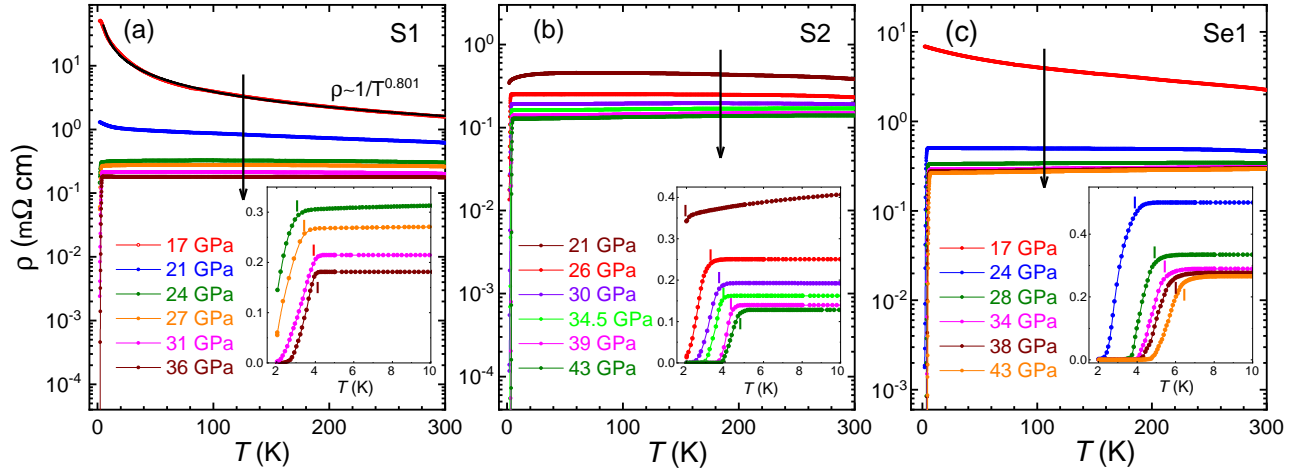 (a) S1
ρ~1/T^0.801
ρ (mΩ cm)
10^1
10^0
10^-1
10^-2
10^-3
10^-4
0 100 200 300
T (K)
17 GPa
21 GPa
24 GPa
27 GPa
31 GPa
36 GPa
0.3
0.2
0.1
0.0
2 4 6 8 10
T (K)
(b) S2
10^0
10^-1
10^-2
10^-3
10^-4
0 100 200 300
T (K)
21 GPa
26 GPa
30 GPa
34.5 GPa
39 GPa
43 GPa
0.4
0.3
0.2
0.1
0.0
2 4 6 8 10
T (K)
(c) Se1
10^1
10^0
10^-1
10^-2
10^-3
0 100 200 300
T (K)
17 GPa
24 GPa
28 GPa
34 GPa
38 GPa
43 GPa
0.4
0.2
0.0
2 4 6 8 10
T (K)